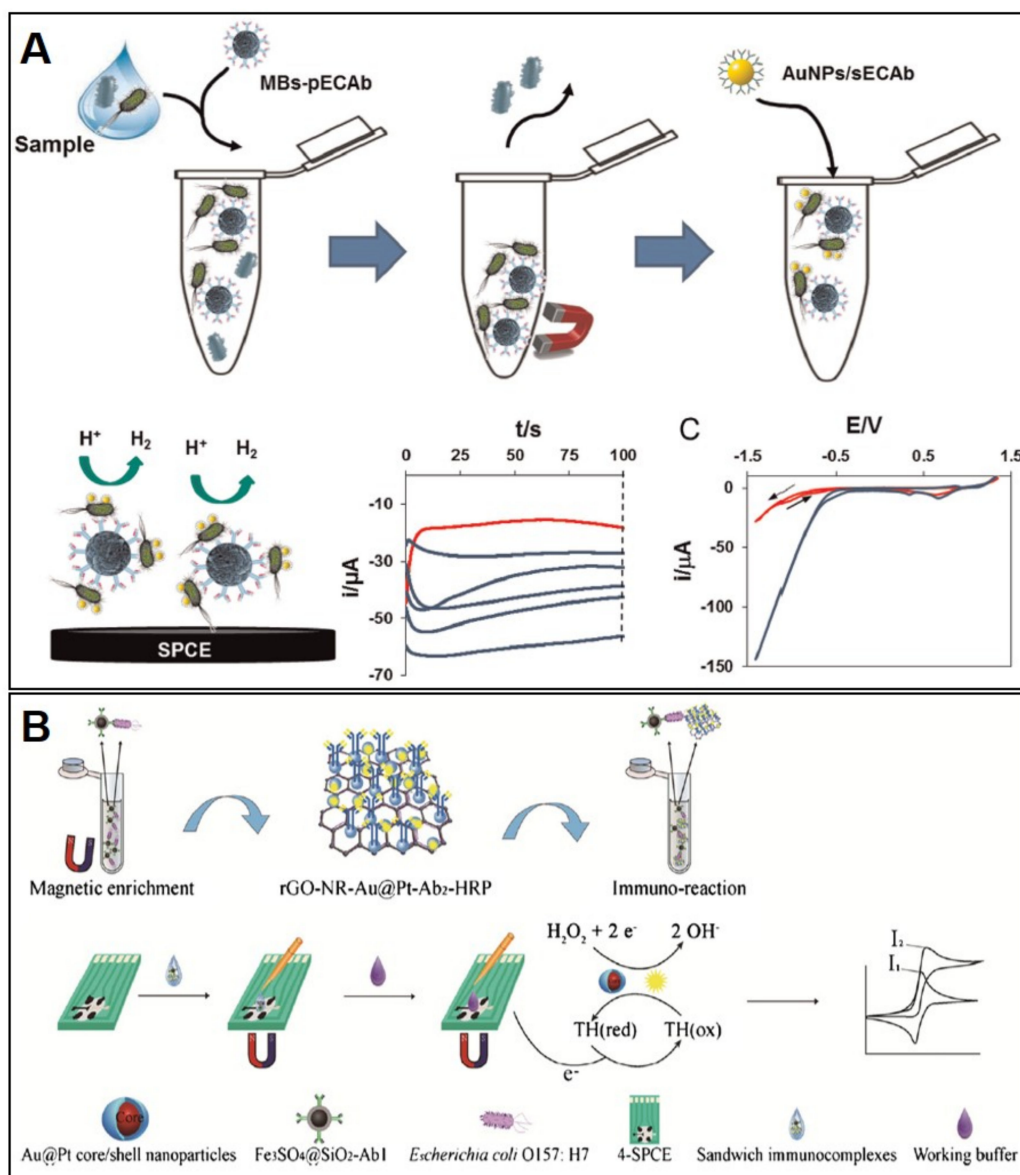 A
MBs-pECAb
AuNPs/sECAb
Sample
H+ H2 H+ H2
SPCE
t/s
0 25 50 75 100
-10
-30
-50
-70
i/µA
C
E/V
-1.5 -0.5 0.5 1.5
0
-50
-100
-150
i/µA
B
Magnetic enrichment
rGO-NR-Au@Pt-Ab2-HRP
Immuno-reaction
H2O2 + 2 e- 2 OH-
TH(red) TH(ox)
e-
I2
I1
Core
Au@Pt core/shell nanoparticles
Fe3SO4@SiO2-Ab1
Escherichia coli O157: H7
4-SPCE
Sandwich immunocomplexes
Working buffer